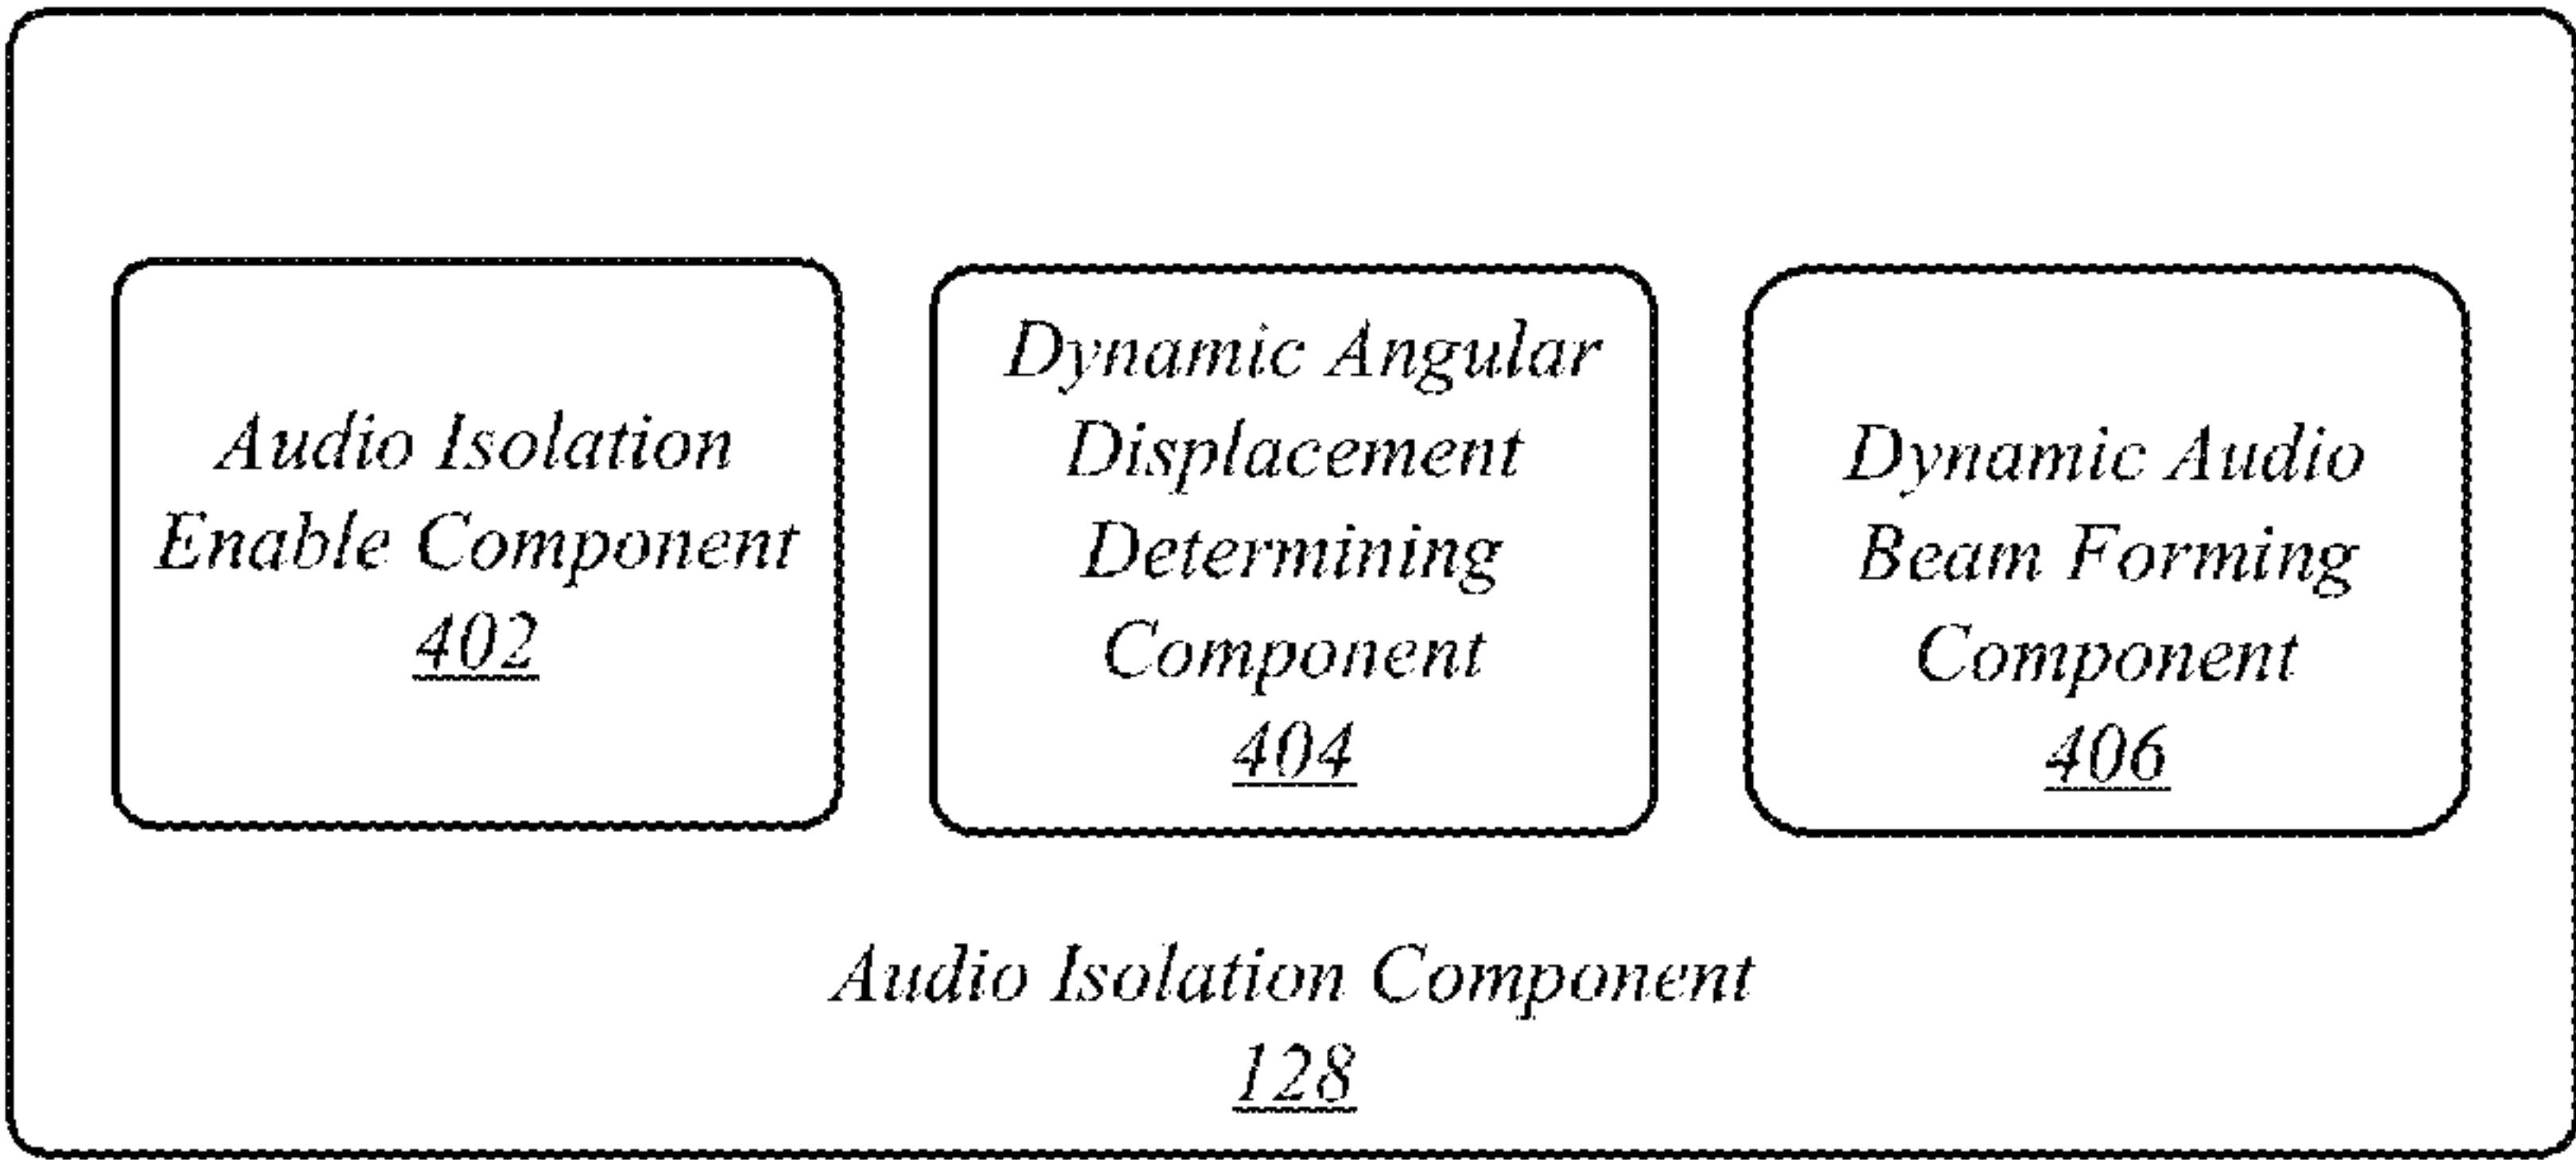 Audio Isolation
Enable Component
402
Dynamic Angular
Displacement
Determining
Component
404
Dynamic Audio
Beam Forming
Component
406
Audio Isolation Component
128